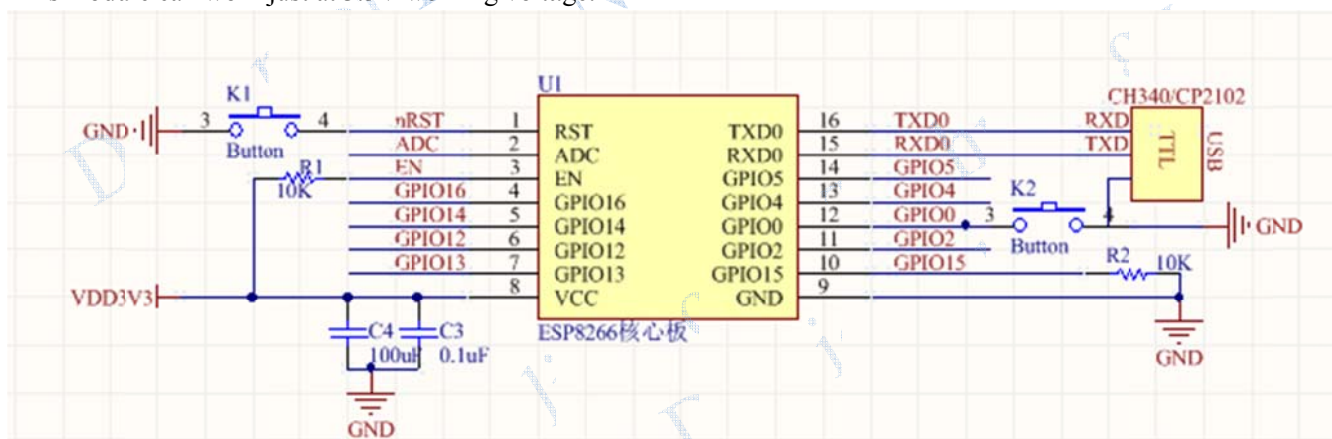 U1
K1
CH340/CP2102
GND 3 4 nRST 1 RST TXD0 16 TXD0 RXD
Button ADC 2 ADC RXD0 15 RXD0 TXD TTL USB
R1 EN 3 EN GPIO5 14 GPIO5
10K GPIO16 4 GPIO16 GPIO4 13 GPIO4 K2
GPIO14 5 GPIO14 GPIO0 12 GPIO0 3 4 GND
GPIO12 6 GPIO12 GPIO2 11 GPIO2 Button
GPIO13 7 GPIO13 GPIO15 10 GPIO15 R2 10K
VDD3V3 8 VCC GND 9
C4 C3 ESP8266核心板
100uF 0.1uF
GND
GND